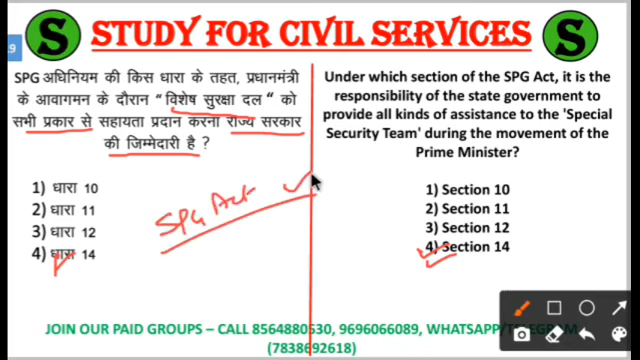 S STUDY FOR CIVIL SERVICES S
19
SPG अधिनियम की किस धारा के तहत, प्रधानमंत्री
के आवागमन के दौरान "विशेष सुरक्षा दल" को
सभी प्रकार से सहायता प्रदान करना राज्य सरकार
की जिम्मेदारी है ?
1) धारा 10
2) धारा 11
3) धारा 12
4) धारा 14
SPG Act
Under which section of the SPG Act, it is the
responsibility of the state government to
provide all kinds of assistance to the 'Special
Security Team' during the movement of the
Prime Minister?
1) Section 10
2) Section 11
3) Section 12
4) Section 14
JOIN OUR PAID GROUPS – CALL 8564880530, 9696066089, WHATSAPP/TELEGRAM
(7838692618)